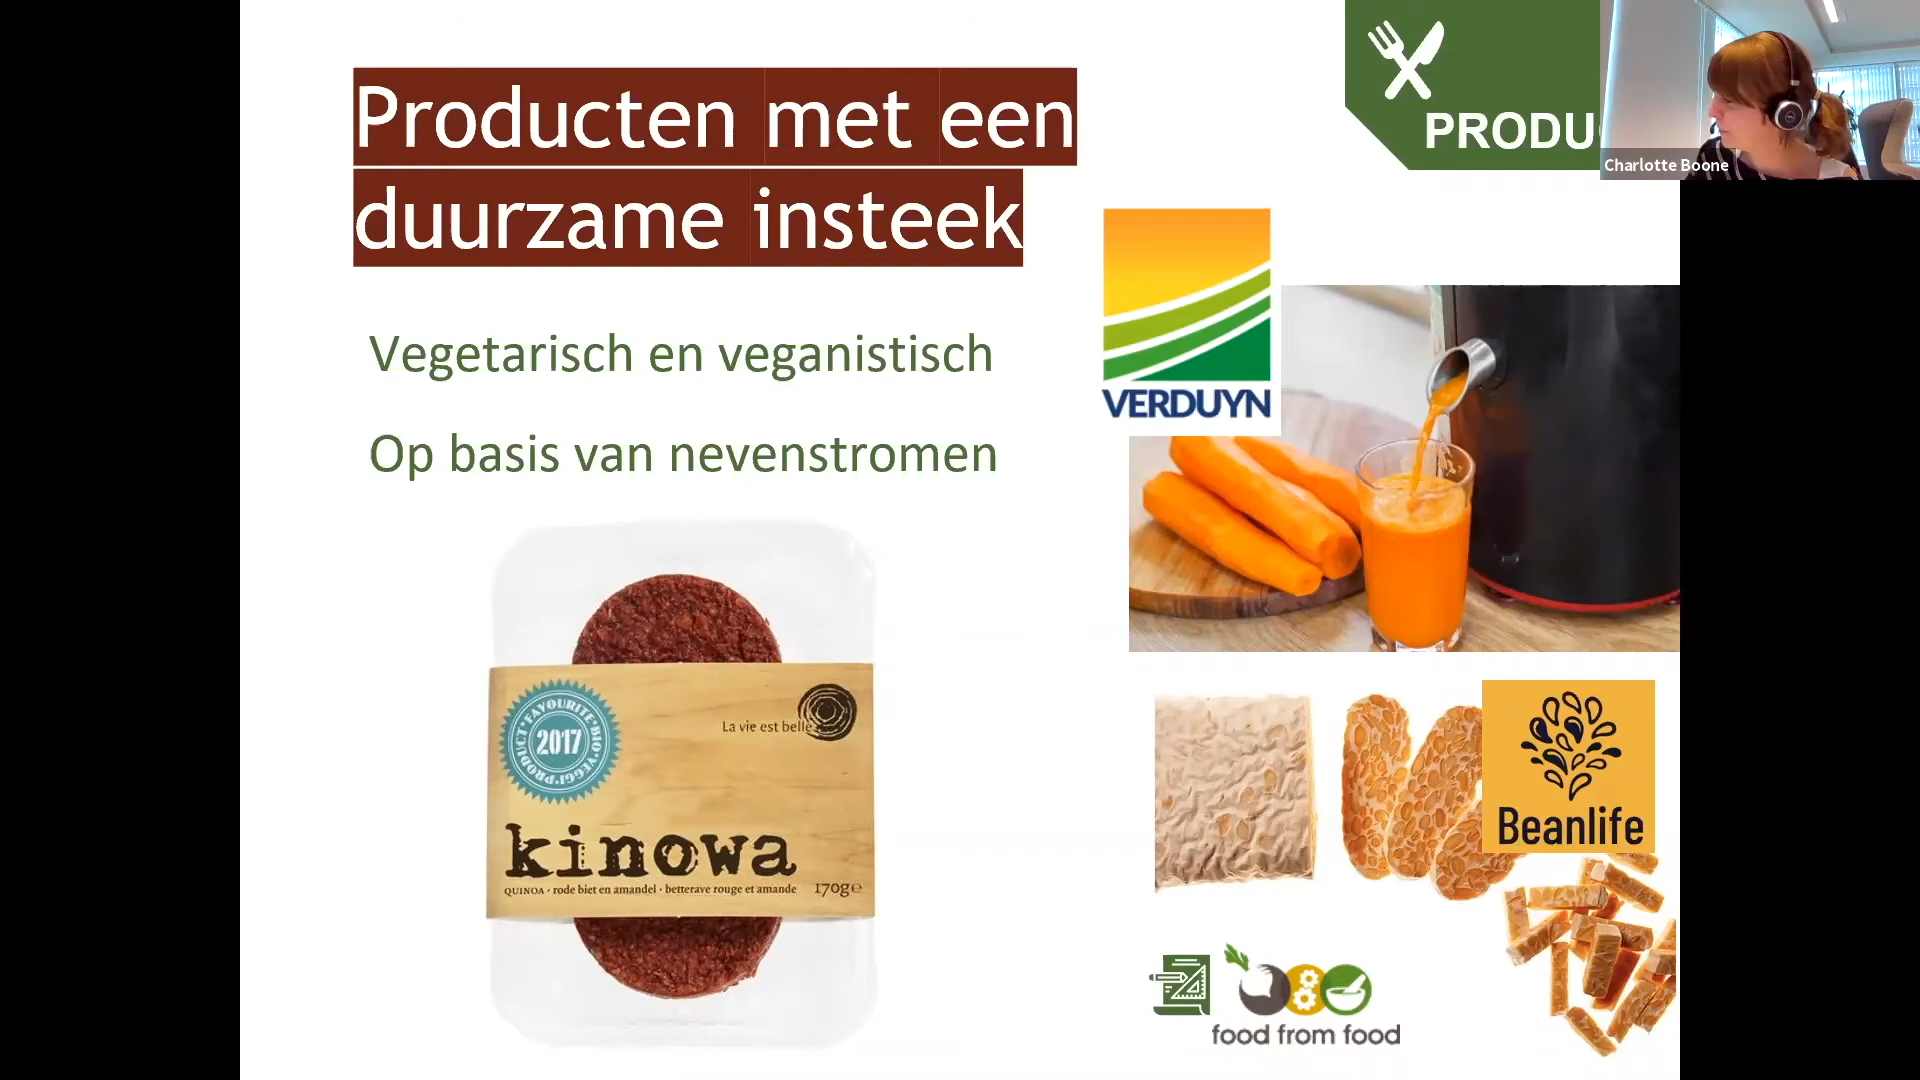 Producten met een
duurzame insteek
PRODU
Charlotte Boone
Vegetarisch en veganistisch
Op basis van nevenstromen
VERDUYN
FAVOURITE BIO VEGGI PRODUCT
2017
La vie est belle
kinowa
QUINOA · rode biet en amandel · betterave rouge et amande 170g e
Beanlife
food from food